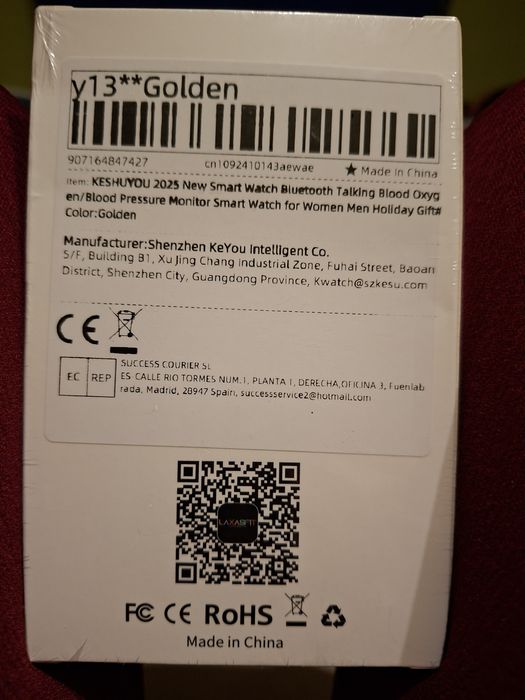 y13**Golden
907164847427 cn1092410143aewae ★ Made In China
Item: KESHUYOU 2025 New Smart Watch Bluetooth Talking Blood Oxyg
en/Blood Pressure Monitor Smart Watch for Women Men Holiday Gift#
Color:Golden
Manufacturer:Shenzhen KeYou Intelligent Co.
5/F, Building B1, Xu Jing Chang Industrial Zone, Fuhai Street, Baoan
District, Shenzhen City, Guangdong Province, Kwatch@szkesu.com
CE
EC REP
SUCCESS COURIER SL
ES CALLE RIO TORMES NUM.1, PLANTA 1, DERECHA,OFICINA 3, Fuenlab
rada, Madrid, 28947 Spain, successservice2@hotmail.com
LAXASFIT
FC CE RoHS
Made in China